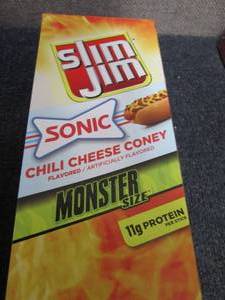 Slim
Jim
SONIC
CHILI CHEESE CONEY
FLAVORED / ARTIFICIALLY FLAVORED
MONSTER
SIZE
11g PROTEIN
PER STICK